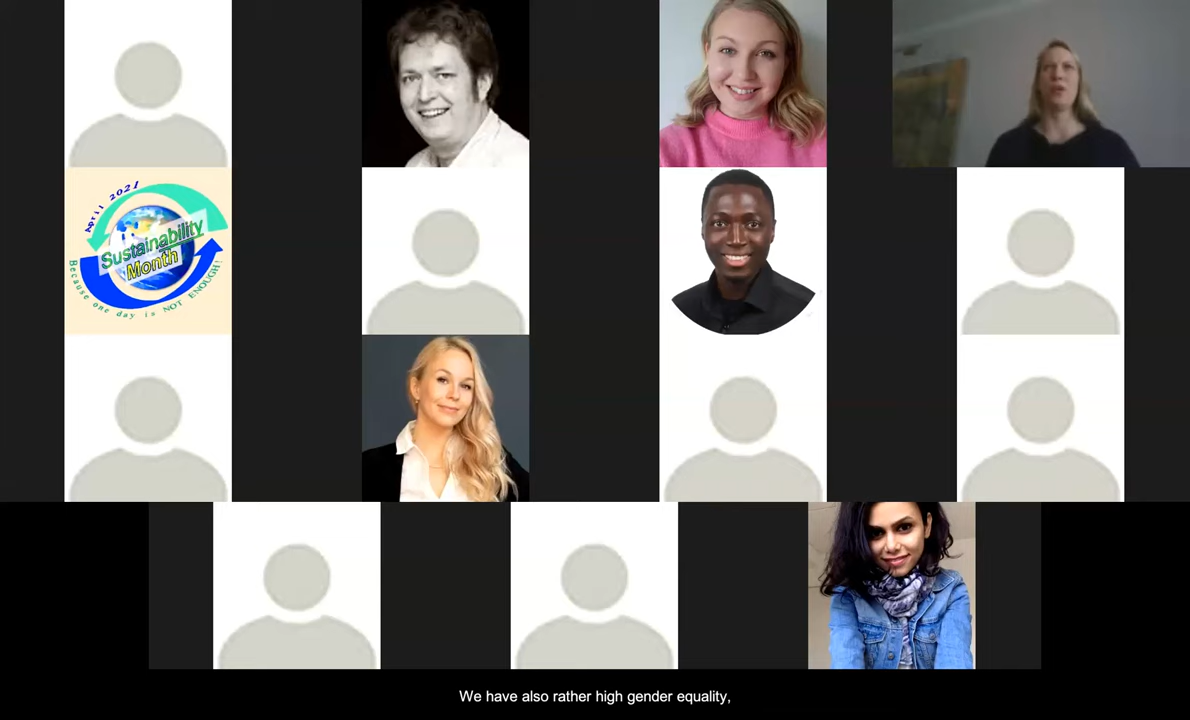 April 2021
Sustainability
Month
Because one day is NOT ENOUGH!
We have also rather high gender equality,